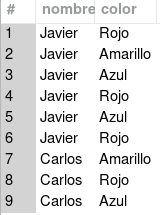 # nombre color
1 Javier Rojo
2 Javier Amarillo
3 Javier Azul
4 Javier Rojo
5 Javier Azul
6 Javier Rojo
7 Carlos Amarillo
8 Carlos Rojo
9 Carlos Azul